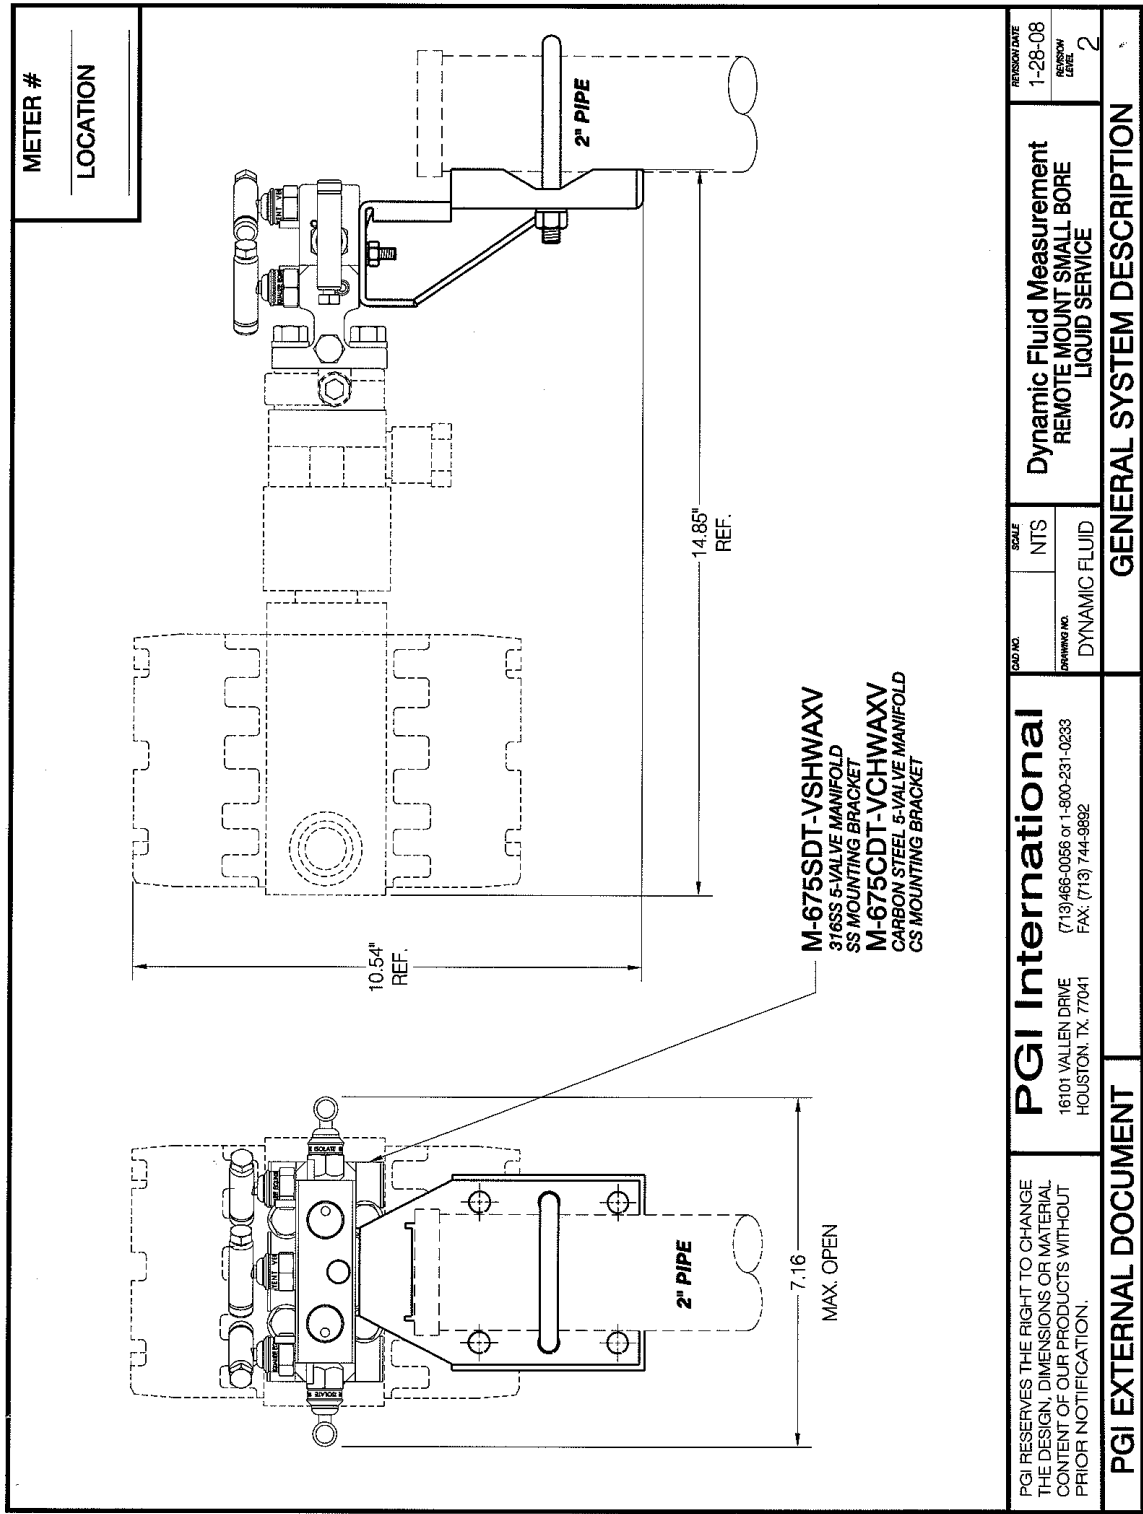 METER #
LOCATION
2" PIPE
14.85"
REF.
10.54"
REF.
M-675SDT-VSHWAXV
316SS 5-VALVE MANIFOLD
SS MOUNTING BRACKET
M-675CDT-VCHWAXV
CARBON STEEL 5-VALVE MANIFOLD
CS MOUNTING BRACKET
ISOLATE
ISOLATE
2" PIPE
7.16
MAX. OPEN
PGI RESERVES THE RIGHT TO CHANGE
THE DESIGN, DIMENSIONS OR MATERIAL
CONTENT OF OUR PRODUCTS WITHOUT
PRIOR NOTIFICATION.
PGI International
16101 VALLEN DRIVE
HOUSTON, TX. 77041
(713)466-0056 or 1-800-231-0233
FAX: (713) 744-9892
CAD NO.
SCALE
NTS
DRAWING NO.
DYNAMIC FLUID
Dynamic Fluid Measurement
REMOTE MOUNT SMALL BORE
LIQUID SERVICE
REVISION DATE
1-28-08
REVISION
LEVEL
2
PGI EXTERNAL DOCUMENT
GENERAL SYSTEM DESCRIPTION